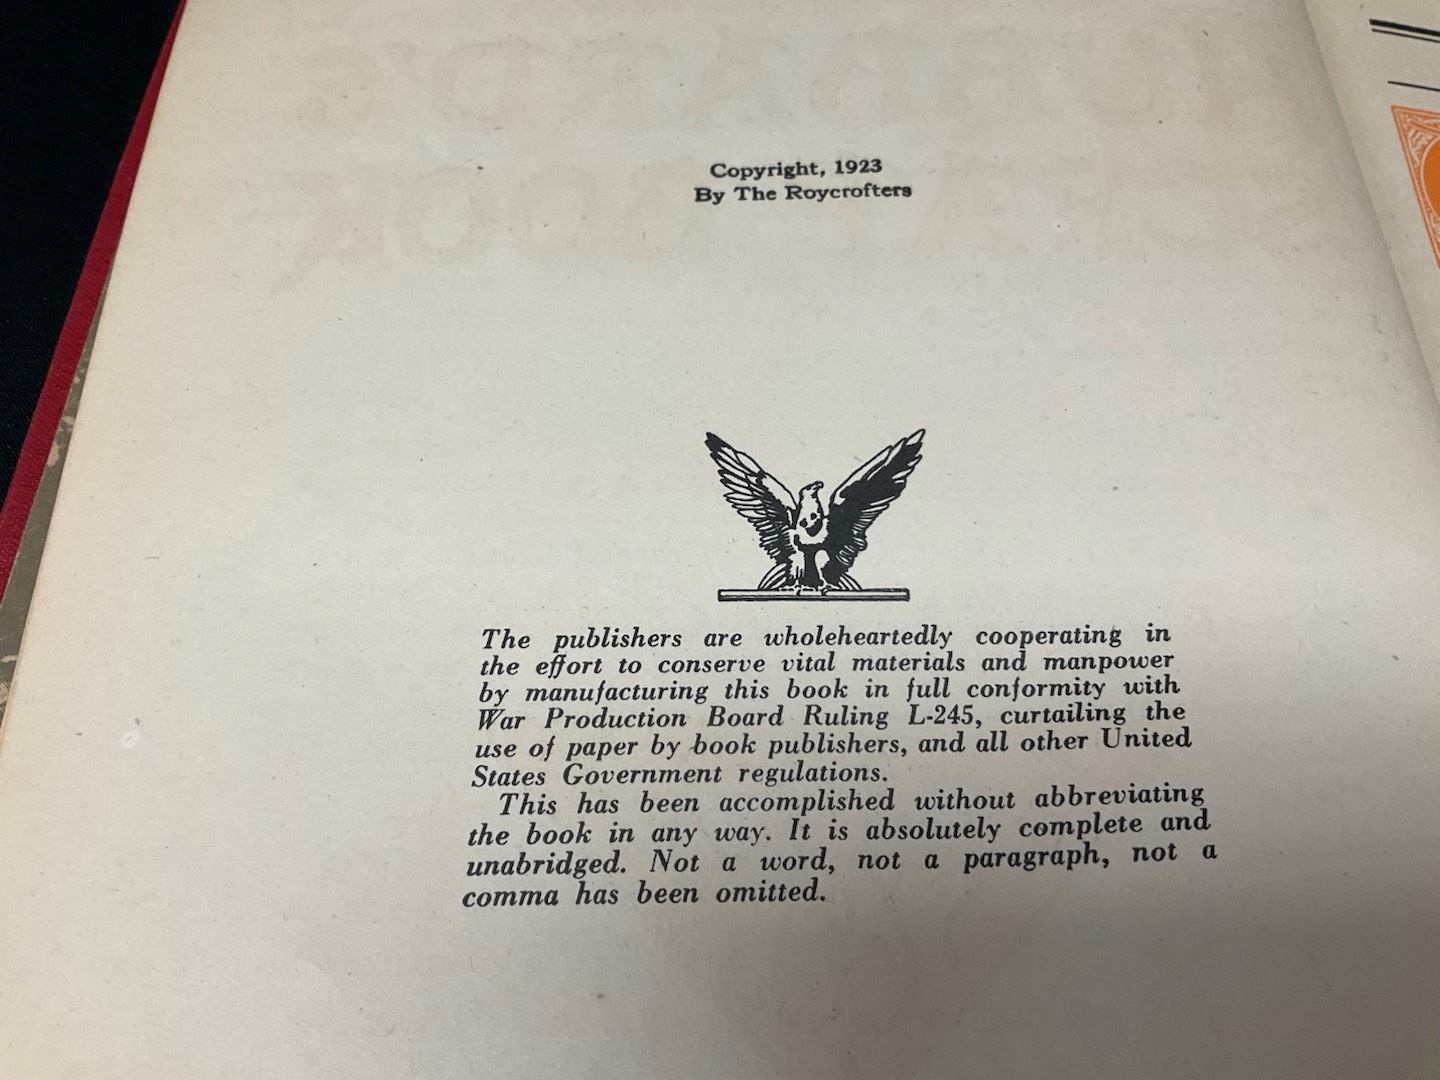 Copyright, 1923
By The Roycrofters
The publishers are wholeheartedly cooperating in
the effort to conserve vital materials and manpower
by manufacturing this book in full conformity with
War Production Board Ruling L-245, curtailing the
use of paper by book publishers, and all other United
States Government regulations.
This has been accomplished without abbreviating
the book in any way. It is absolutely complete and
unabridged. Not a word, not a paragraph, not a
comma has been omitted.